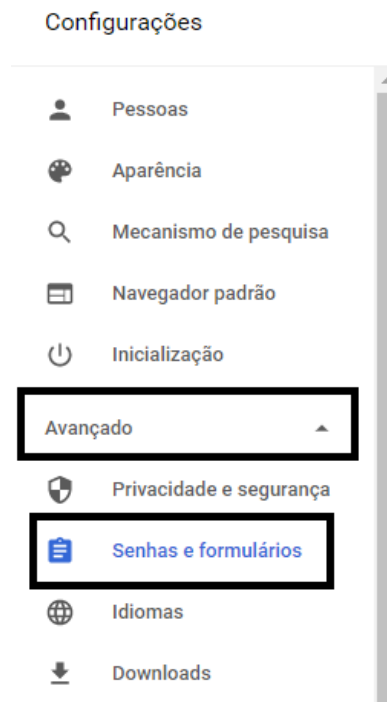 Configurações
Pessoas
Aparência
Mecanismo de pesquisa
Navegador padrão
Inicialização
Avançado
Privacidade e segurança
Senhas e formulários
Idiomas
Downloads